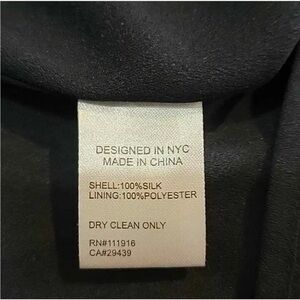 DESIGNED IN NYC
MADE IN CHINA
SHELL:100%SILK
LINING:100%POLYESTER
DRY CLEAN ONLY
RN#111916
CA#29439